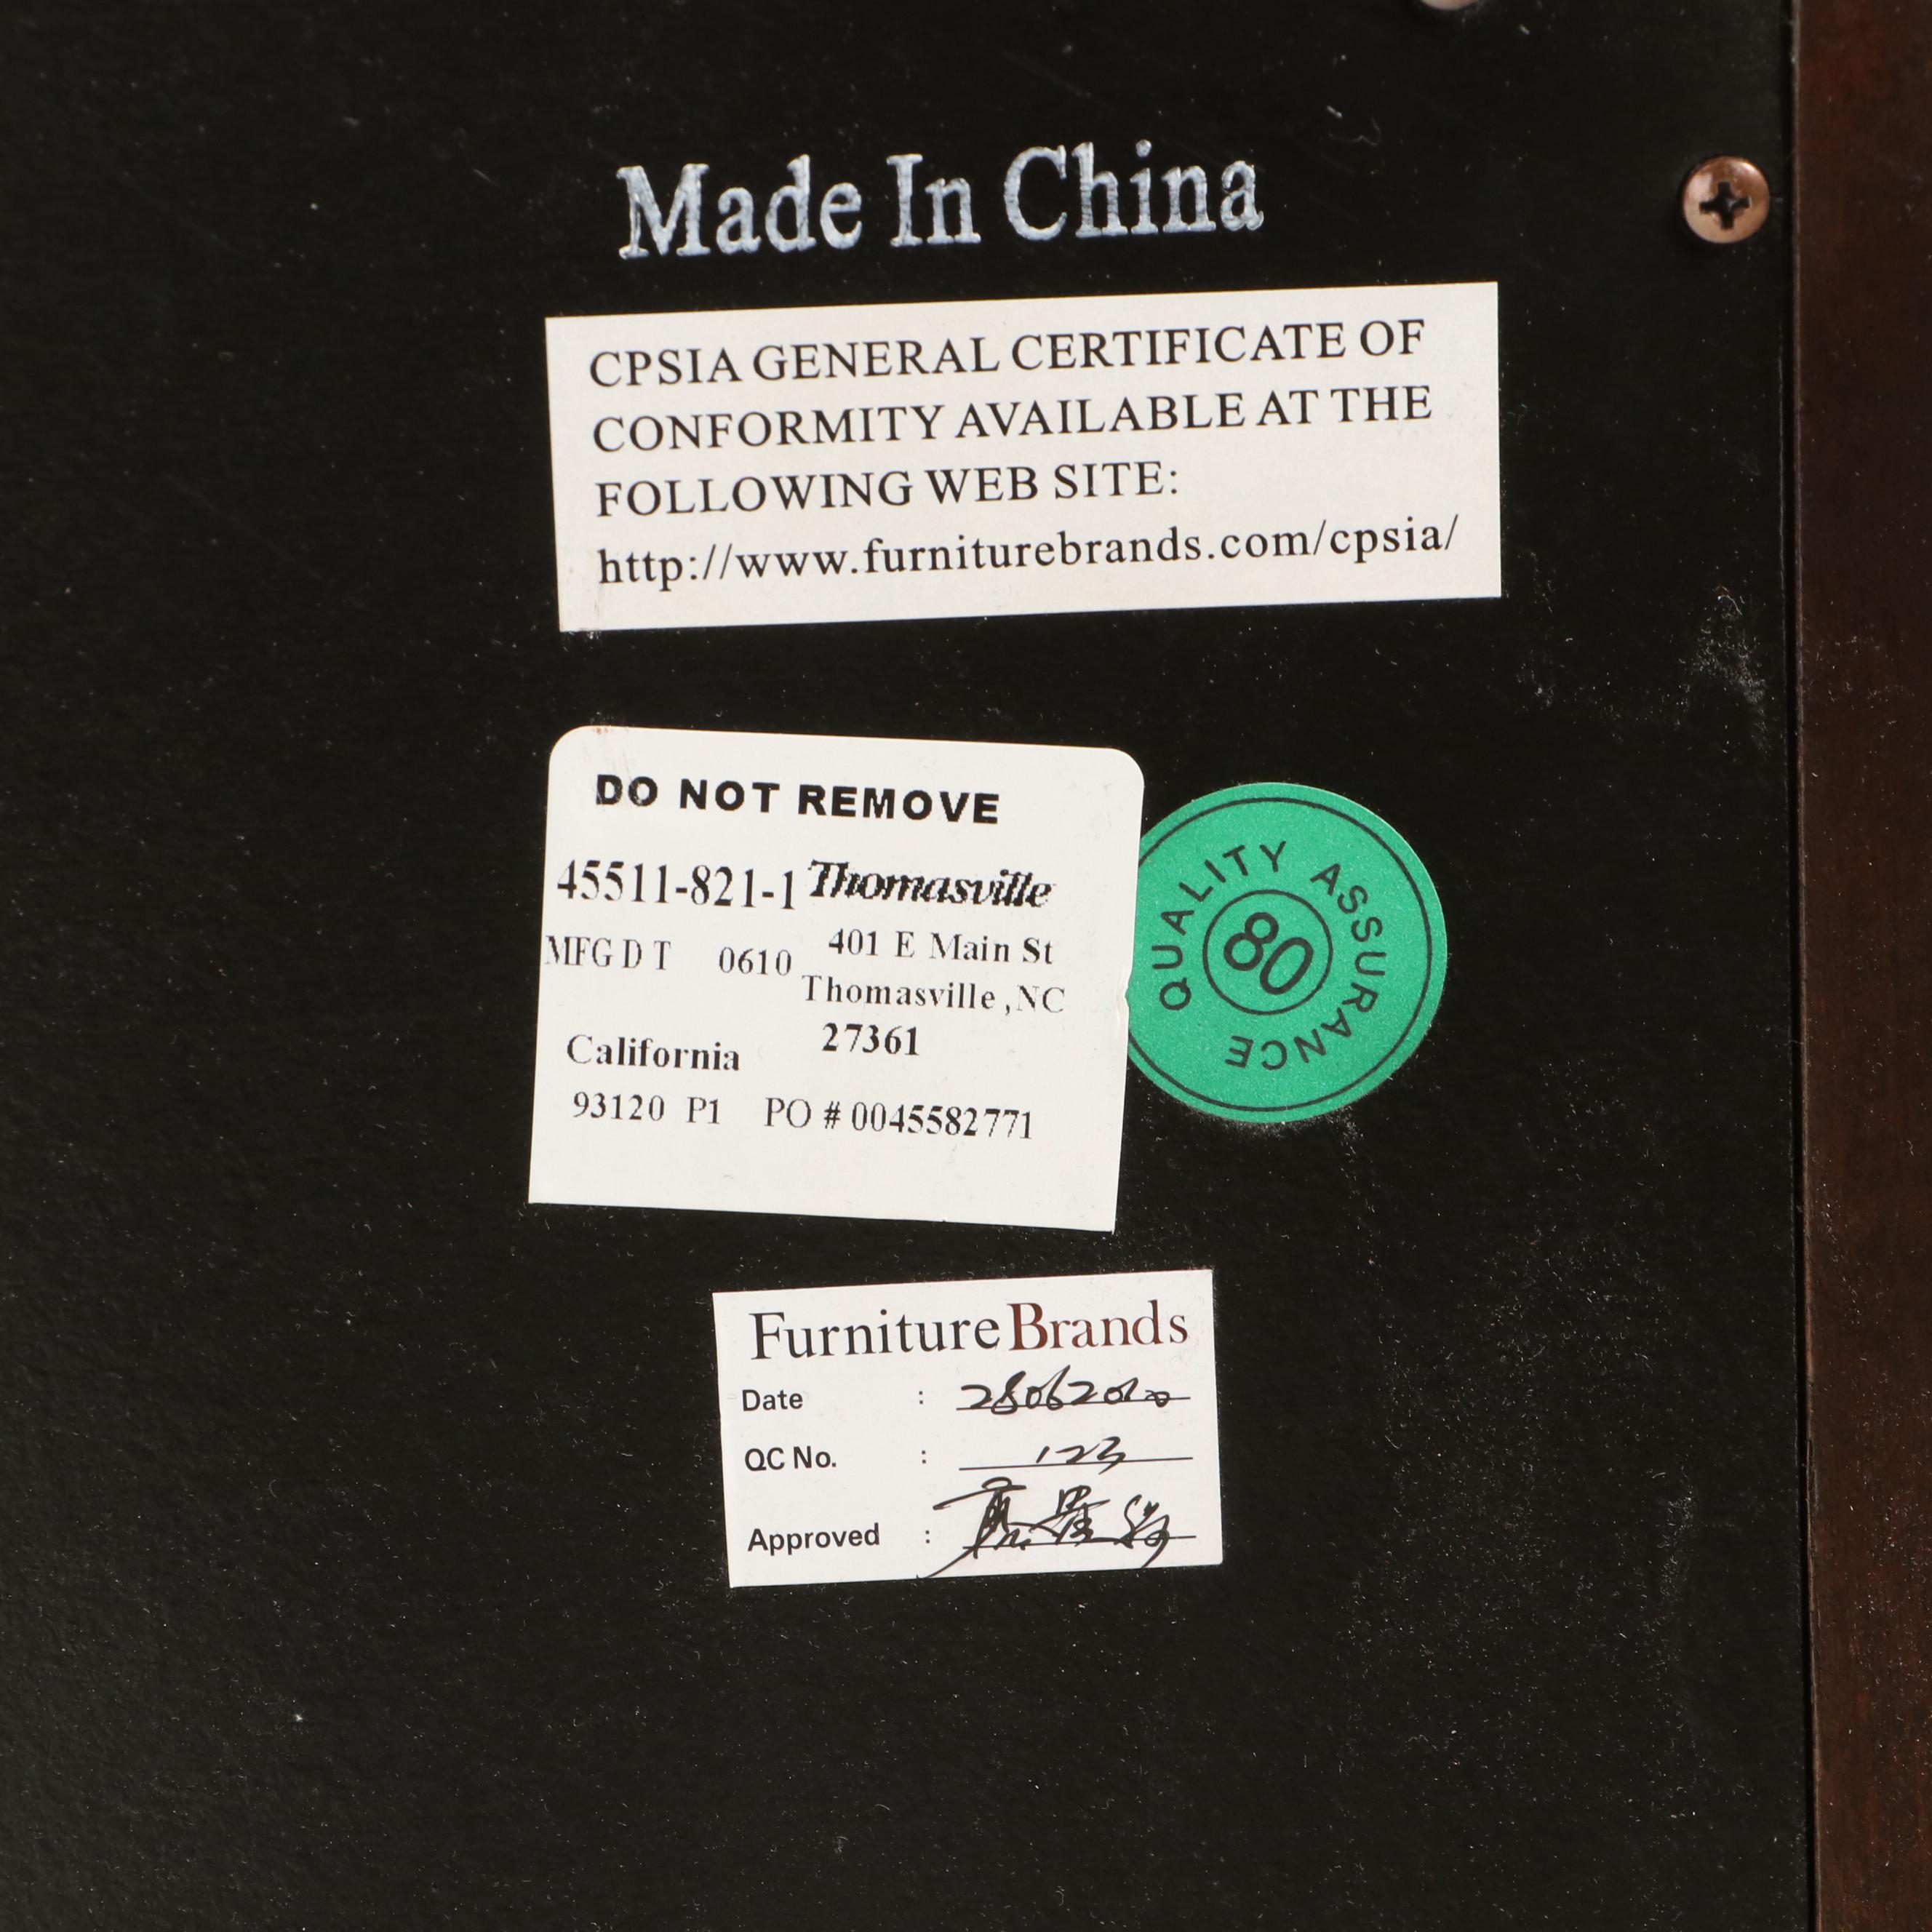 Made In China
CPSIA GENERAL CERTIFICATE OF
CONFORMITY AVAILABLE AT THE
FOLLOWING WEB SITE:
http://www.furniturebrands.com/cpsia/
DO NOT REMOVE
45511-821-1 Thomasville
MFG D T 0610 401 E Main St
Thomasville ,NC
27361
California
93120 P1 PO # 0045582771
QUALITY ASSURANCE
80
FurnitureBrands
Date :
QC No. : 123
Approved :